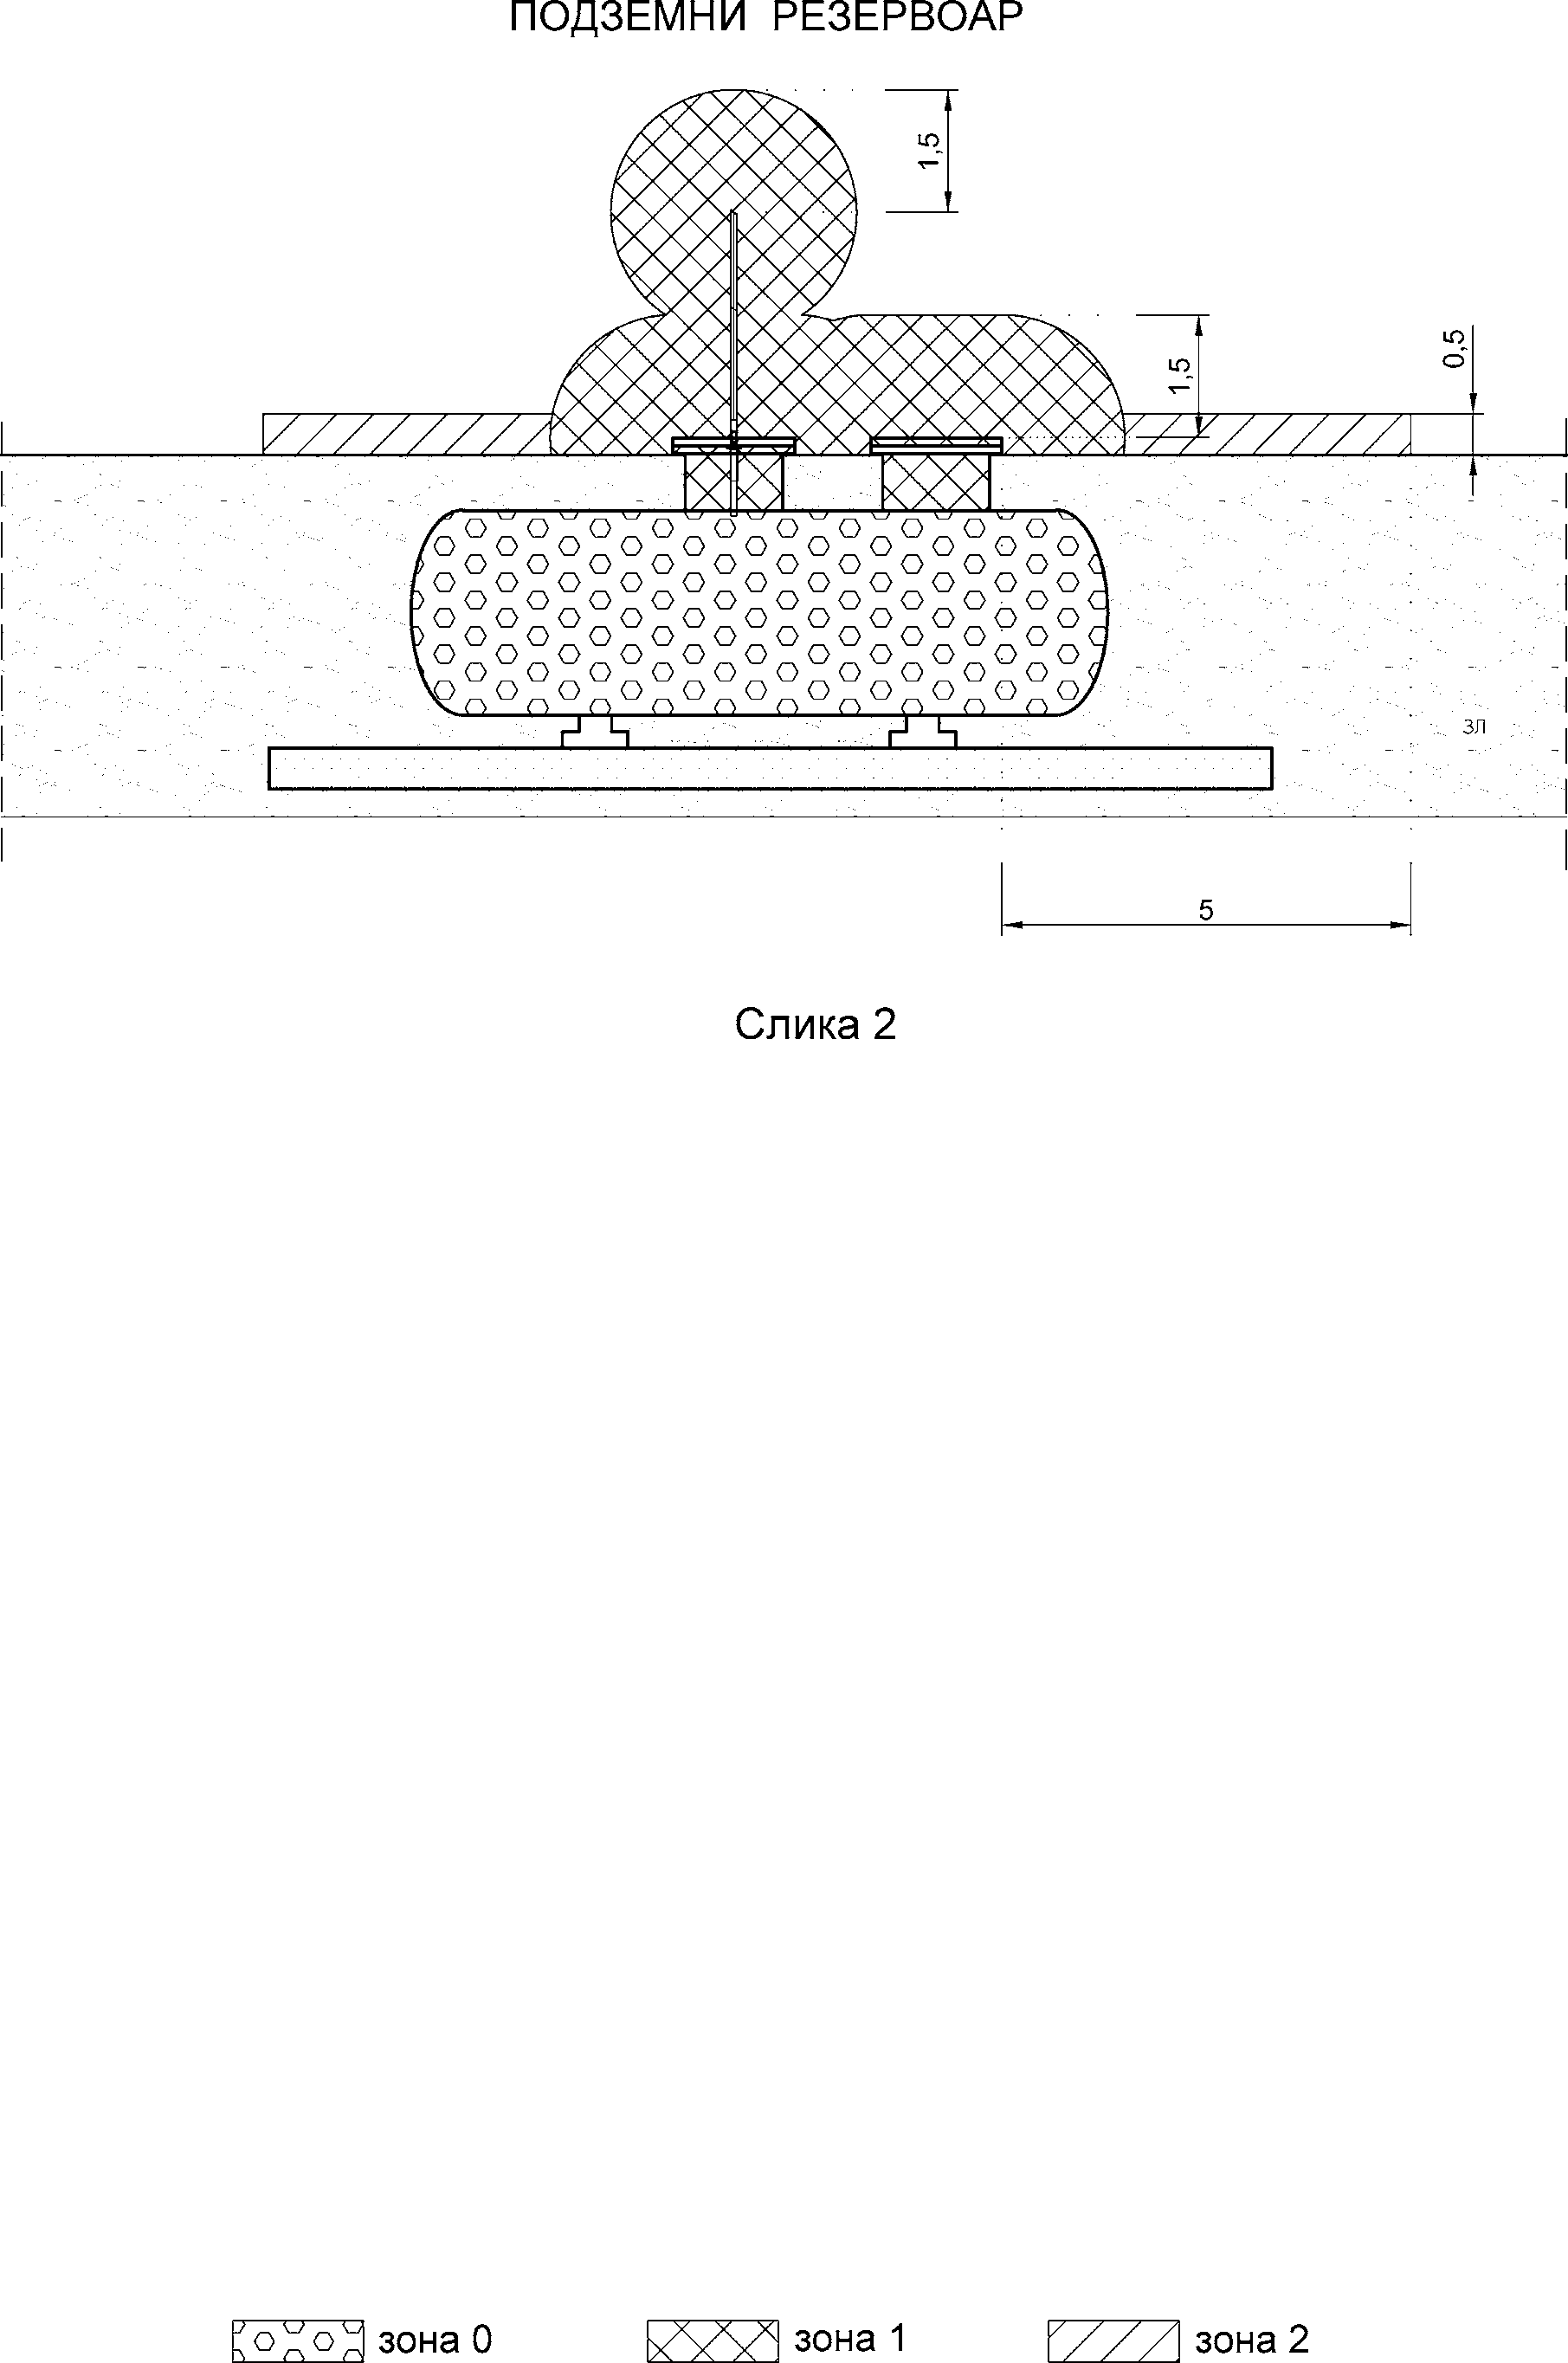 ПОДЗЕМНИ РЕЗЕРВОАР
1,5
1,5
0,5
ЗЛ
5
Слика 2
зона 0
зона 1
зона 2